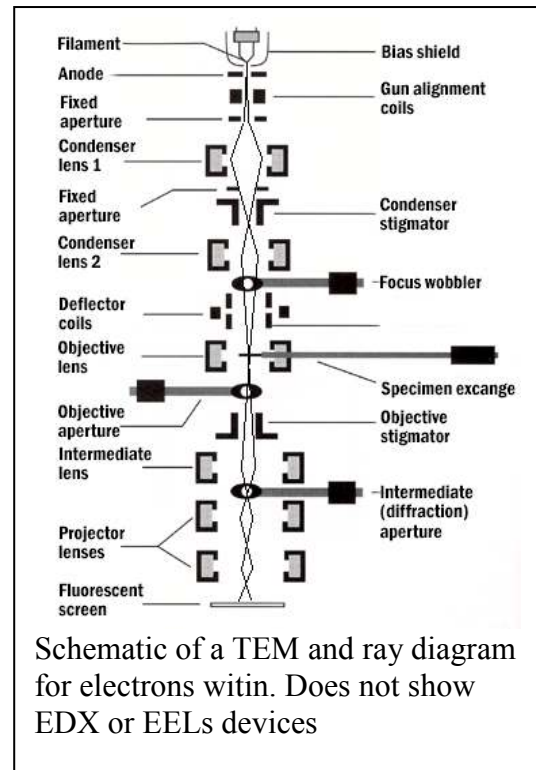 Filament
Bias shield
Anode
Gun alignment
coils
Fixed
aperture
Condenser
lens 1
Fixed
aperture
Condenser
stigmator
Condenser
lens 2
Focus wobbler
Deflector
coils
Objective
lens
Specimen excange
Objective
aperture
Objective
stigmator
Intermediate
lens
Intermediate
(diffraction)
aperture
Projector
lenses
Fluorescent
screen
Schematic of a TEM and ray diagram
for electrons witin. Does not show
EDX or EELs devices